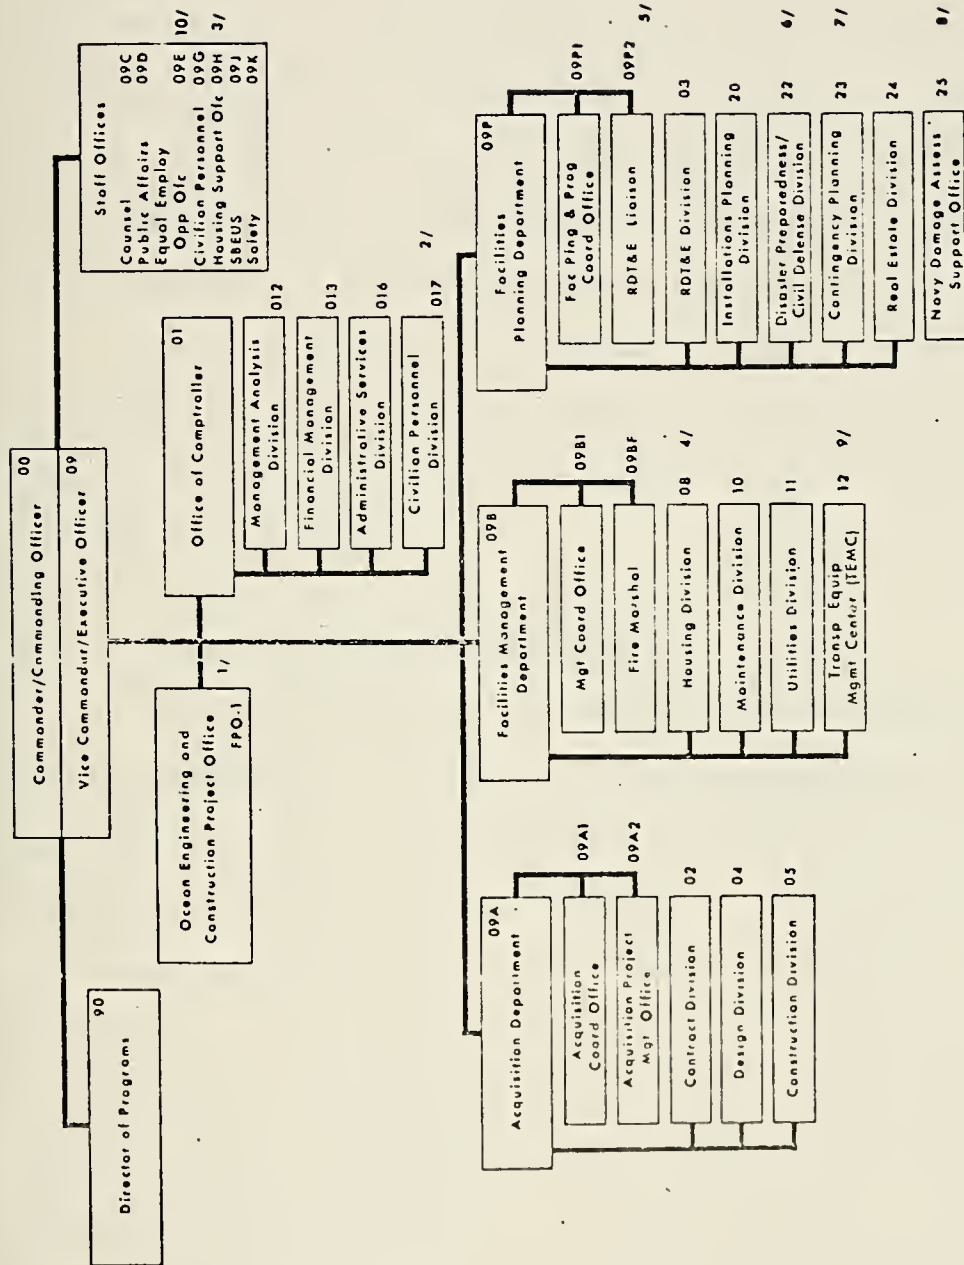 00
Commander/Commanding Officer
09
Vice Commander/Executive Officer
Staff Offices
Counsel 09C
Public Affairs 09D
Equal Employ
Opp Ofc 09E 10/
Civilian Personnel 09G
Housing Support Ofc 09H 3/
SBEUS 09J
Safety 09K
90
Director of Programs
Ocean Engineering and
Construction Project Office
FPO-1
1/
01
Office of Comptroller
Management Analysis
Division
012
Financial Management
Division
013
Administrative Services
Division
016
Civilian Personnel
Division
017 2/
09A
Acquisition Department
Acquisition
Coord Office
09A1
Acquisition Project
Mgt Office
09A2
Contract Division
02
Design Division
04
Construction Division
05
09B
Facilities Management
Department
Mgt Coord Office
09B1
Fire Marshal
09BF
Housing Division
08 4/
Maintenance Division
10
Utilities Division
11
Transp Equip
Mgmt Center (TEMC)
12 9/
09P
Facilities
Planning Department
Fac Plng & Prog
Coord Office
09P1
RDT&E Liaison
09P2 5/
RDT&E Division
03
Installations Planning
Division
20
Disaster Preparedness/
Civil Defense Division
22 6/
Contingency Planning
Division
23 7/
Real Estate Division
24
Navy Damage Assess
Support Office
25 8/